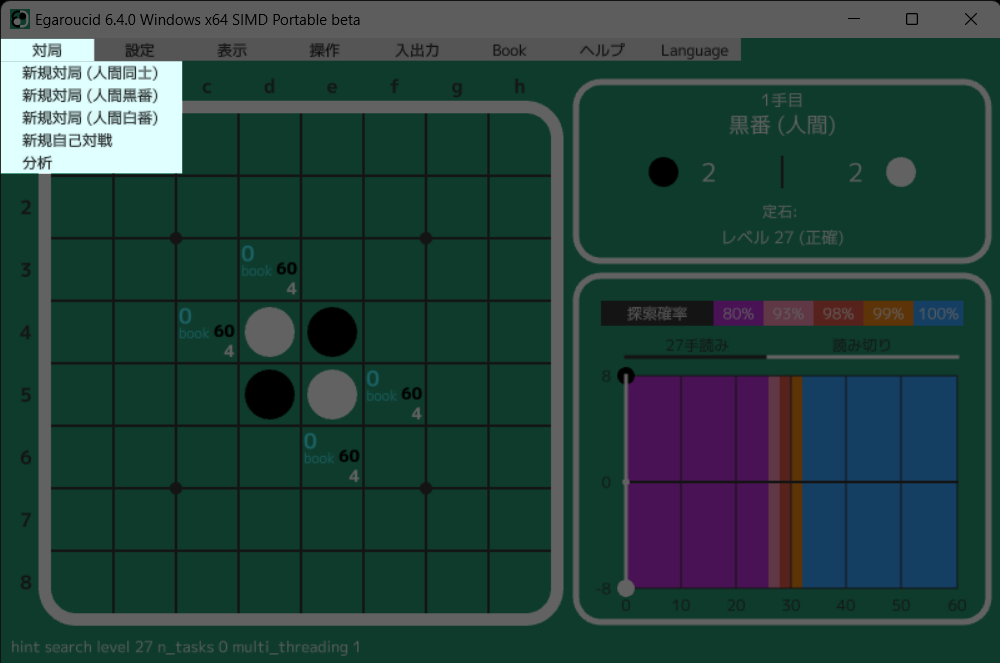 Egaroucid 6.4.0 Windows x64 SIMD Portable beta
対局 設定 表示 操作 入出力 Book ヘルプ Language
新規対局 (人間同士)
新規対局 (人間黒番)
新規対局 (人間白番)
新規自己対戦
分析
c d e f g h
2
3
4
5
6
7
8
0
book 60
4
0
book 60
4
0
book 60
4
0
book 60
4
1手目
黒番 (人間)
2 2
定石:
レベル 27 (正確)
探索確率 80% 93% 98% 99% 100%
27手読み 読み切り
8
0
-8
0 10 20 30 40 50 60
hint search level 27 n_tasks 0 multi_threading 1